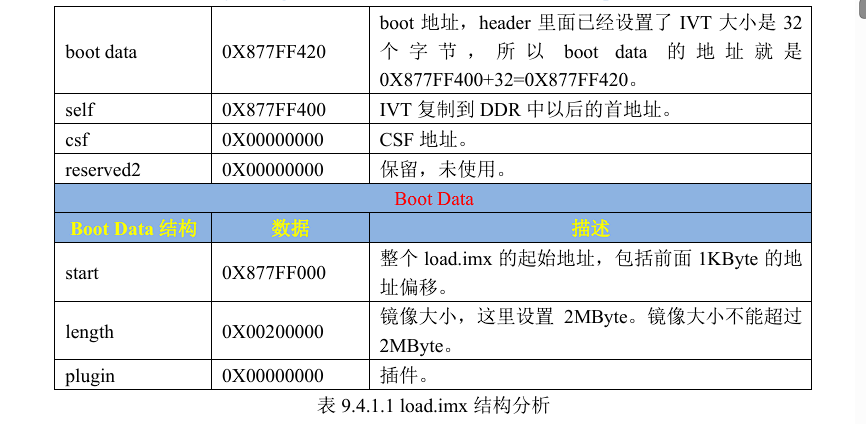 boot data 0X877FF420 boot 地址，header 里面已经设置了 IVT 大小是 32
个字节，所以 boot data 的地址就是
0X877FF400+32=0X877FF420。
self 0X877FF400 IVT 复制到 DDR 中以后的首地址。
csf 0X00000000 CSF 地址。
reserved2 0X00000000 保留，未使用。
Boot Data
Boot Data 结构 数据 描述
start 0X877FF000 整个 load.imx 的起始地址，包括前面 1KByte 的地
址偏移。
length 0X00200000 镜像大小，这里设置 2MByte。镜像大小不能超过
2MByte。
plugin 0X00000000 插件。
表 9.4.1.1 load.imx 结构分析